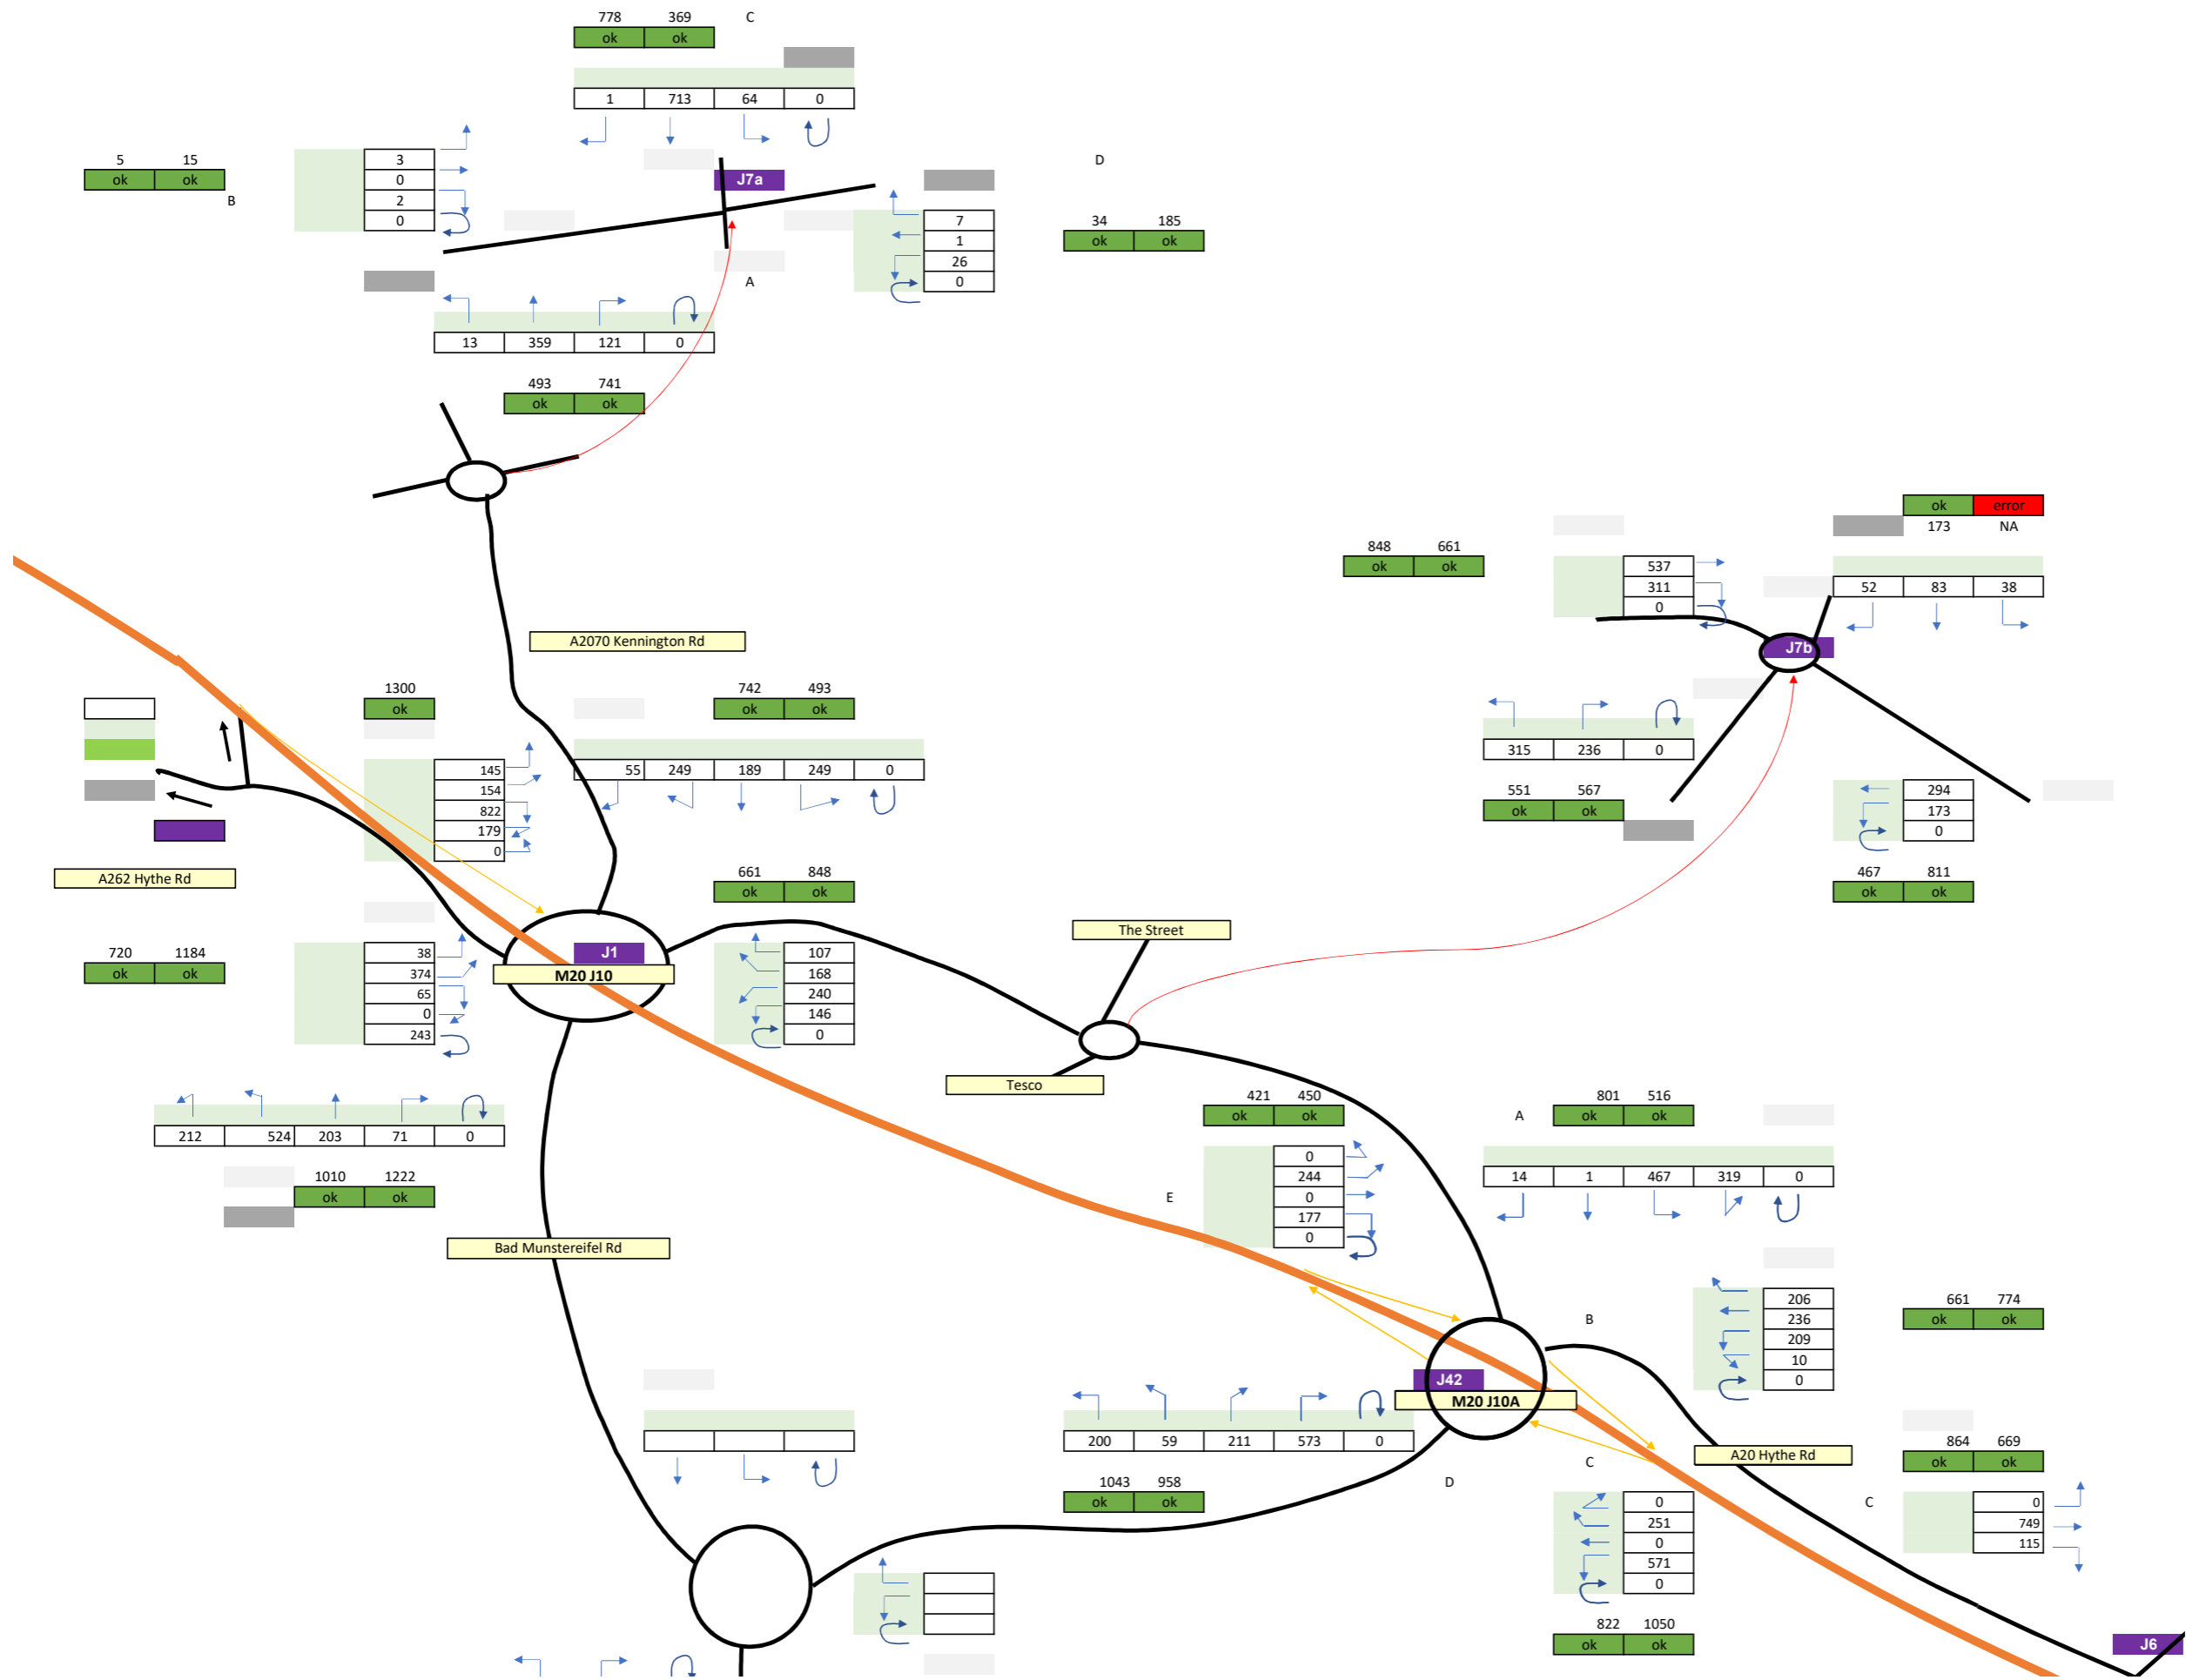 778 369 C
ok ok
1 713 64 0
5 15
ok ok
B
3
0
2
0
J7a
D
7
1
26
0
34 185
ok ok
A
13 359 121 0
493 741
ok ok
ok error
173 NA
848 661
ok ok
537
311
0
52 83 38
J7b
A2070 Kennington Rd
1300
ok
742 493
ok ok
315 236 0
551 567
ok ok
294
173
0
467 811
ok ok
145
154
822
179
0
55 249 189 249 0
A262 Hythe Rd
661 848
ok ok
720 1184
ok ok
38
374
65
0
243
J1
M20 J10
107
168
240
146
0
The Street
Tesco
212 524 203 71 0
1010 1222
ok ok
421 450
ok ok
0
244
0
177
0
E
A
801 516
ok ok
14 1 467 319 0
Bad Munstereifel Rd
B
206
236
209
10
0
661 774
ok ok
J42
M20 J10A
200 59 211 573 0
1043 958
ok ok
D
C
A20 Hythe Rd
864 669
ok ok
C
0
749
115
0
251
0
571
0
822 1050
ok ok
J6